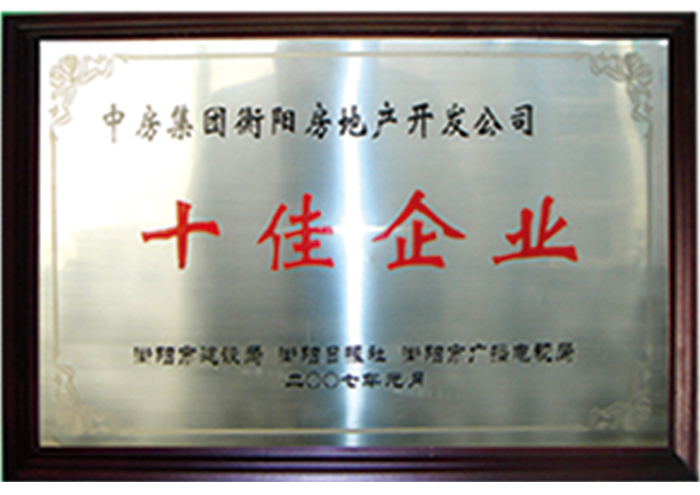 中房集团衡阳房地产开发公司
十佳企业
衡阳市建设局 衡阳日报社 衡阳市广播电视局
二〇〇七年元月